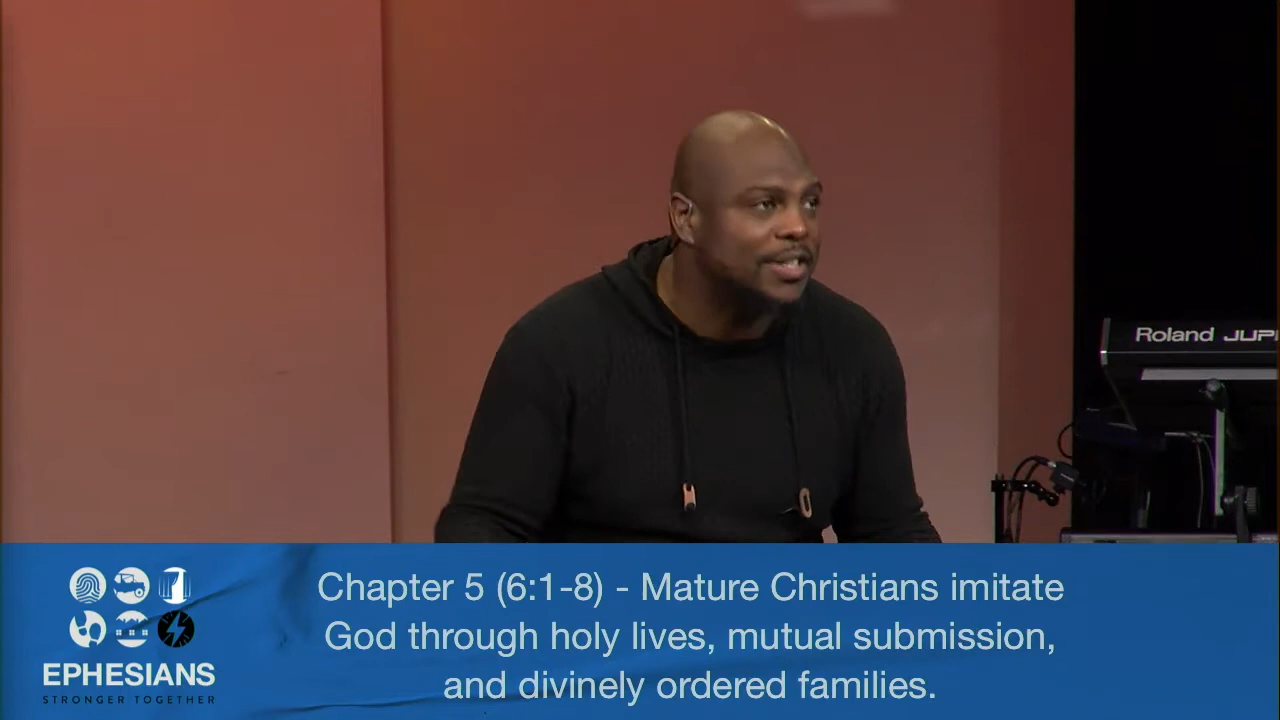 Roland JUP
Chapter 5 (6:1-8) - Mature Christians imitate
God through holy lives, mutual submission,
and divinely ordered families.
EPHESIANS
STRONGER TOGETHER